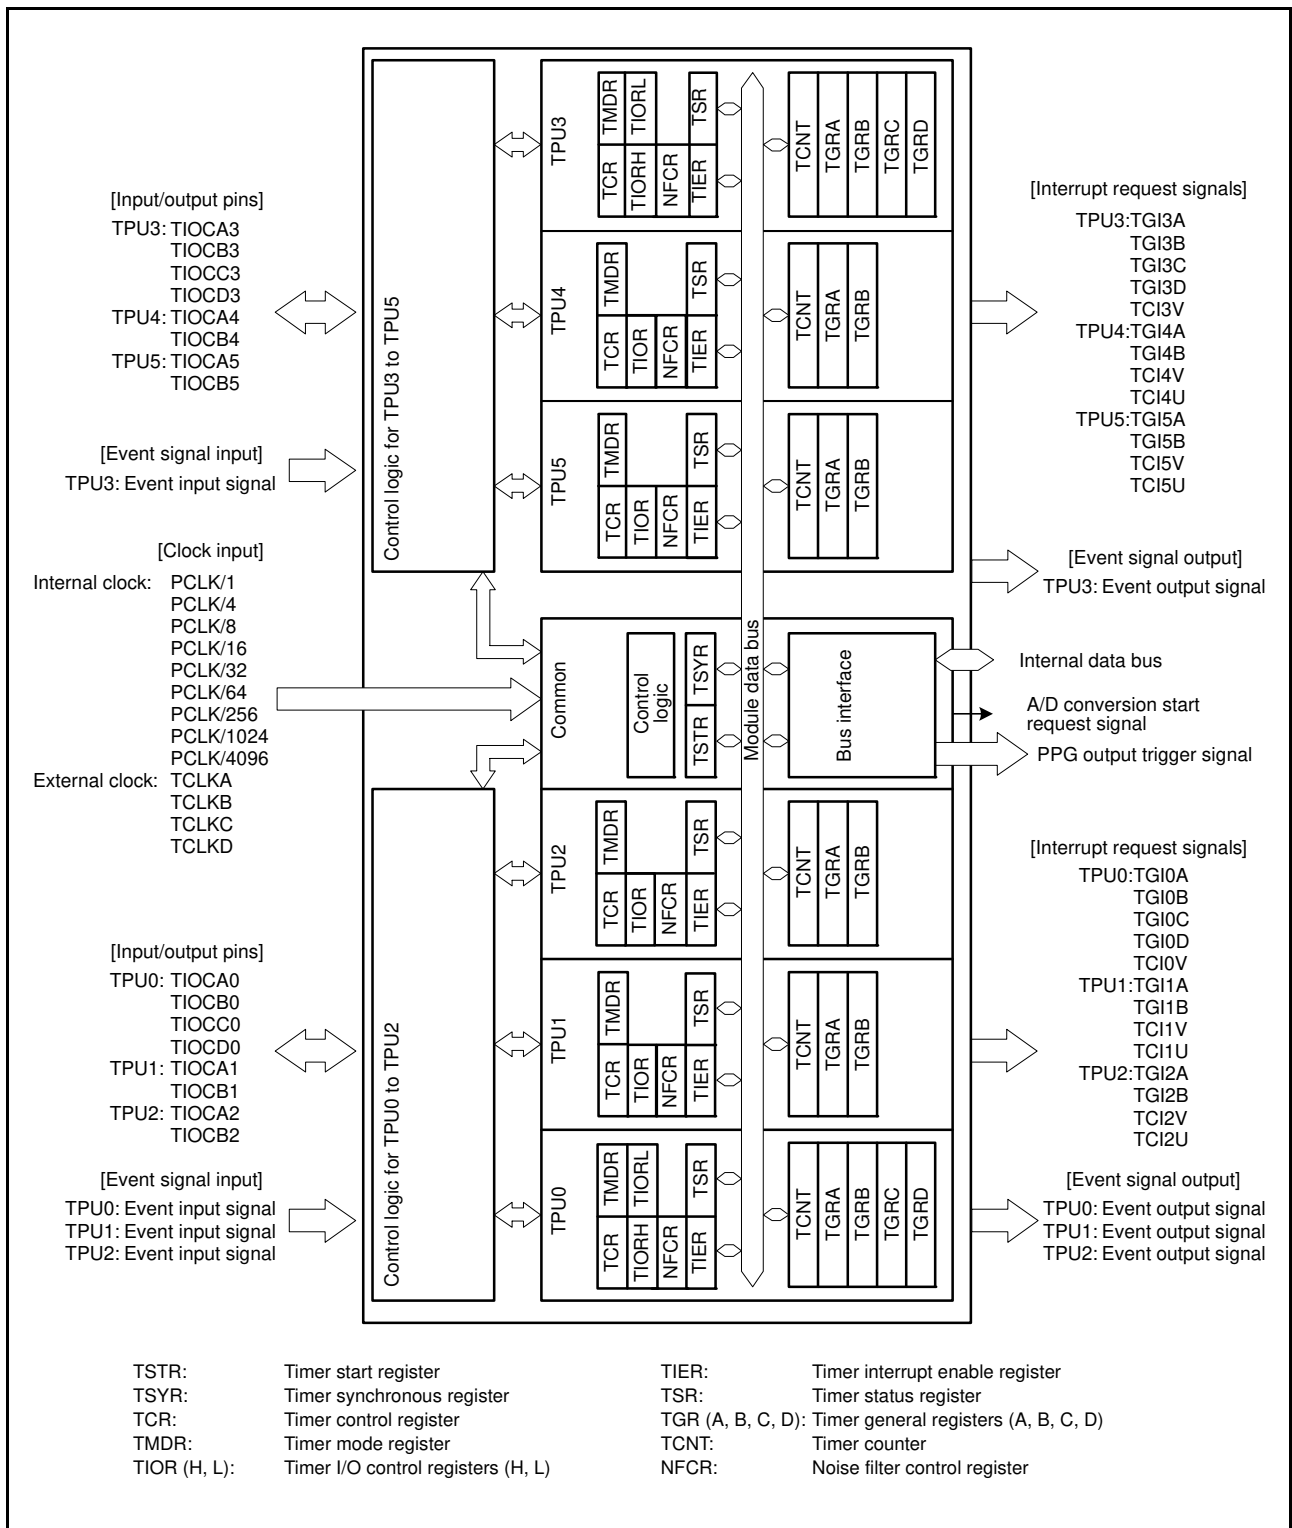 [Input/output pins]
TPU3: TIOCA3
TIOCB3
TIOCC3
TIOCD3
TPU4: TIOCA4
TIOCB4
TPU5: TIOCA5
TIOCB5
[Event signal input]
TPU3: Event input signal
[Clock input]
Internal clock: PCLK/1
PCLK/4
PCLK/8
PCLK/16
PCLK/32
PCLK/64
PCLK/256
PCLK/1024
PCLK/4096
External clock: TCLKA
TCLKB
TCLKC
TCLKD
[Input/output pins]
TPU0: TIOCA0
TIOCB0
TIOCC0
TIOCD0
TPU1: TIOCA1
TIOCB1
TPU2: TIOCA2
TIOCB2
[Event signal input]
TPU0: Event input signal
TPU1: Event input signal
TPU2: Event input signal
Control logic for TPU3 to TPU5
Control logic for TPU0 to TPU2
TPU3
TMDR
TIORL
TSR
TCR
TIORH
NFCR
TIER
TCNT
TGRA
TGRB
TGRC
TGRD
TPU4
TMDR
TSR
TCR
TIOR
NFCR
TIER
TCNT
TGRA
TGRB
TPU5
TMDR
TSR
TCR
TIOR
NFCR
TIER
TCNT
TGRA
TGRB
Common
Control
logic
TSYR
TSTR
Module data bus
Bus interface
TPU2
TMDR
TSR
TCR
TIOR
NFCR
TIER
TCNT
TGRA
TGRB
TPU1
TMDR
TSR
TCR
TIOR
NFCR
TIER
TCNT
TGRA
TGRB
TPU0
TMDR
TIORL
TSR
TCR
TIORH
NFCR
TIER
TCNT
TGRA
TGRB
TGRC
TGRD
[Interrupt request signals]
TPU3:TGI3A
TGI3B
TGI3C
TGI3D
TCI3V
TPU4:TGI4A
TGI4B
TCI4V
TCI4U
TPU5:TGI5A
TGI5B
TCI5V
TCI5U
[Event signal output]
TPU3: Event output signal
Internal data bus
A/D conversion start
request signal
PPG output trigger signal
[Interrupt request signals]
TPU0:TGI0A
TGI0B
TGI0C
TGI0D
TCI0V
TPU1:TGI1A
TGI1B
TCI1V
TCI1U
TPU2:TGI2A
TGI2B
TCI2V
TCI2U
[Event signal output]
TPU0: Event output signal
TPU1: Event output signal
TPU2: Event output signal
TSTR: Timer start register
TSYR: Timer synchronous register
TCR: Timer control register
TMDR: Timer mode register
TIOR (H, L): Timer I/O control registers (H, L)
TIER: Timer interrupt enable register
TSR: Timer status register
TGR (A, B, C, D): Timer general registers (A, B, C, D)
TCNT: Timer counter
NFCR: Noise filter control register